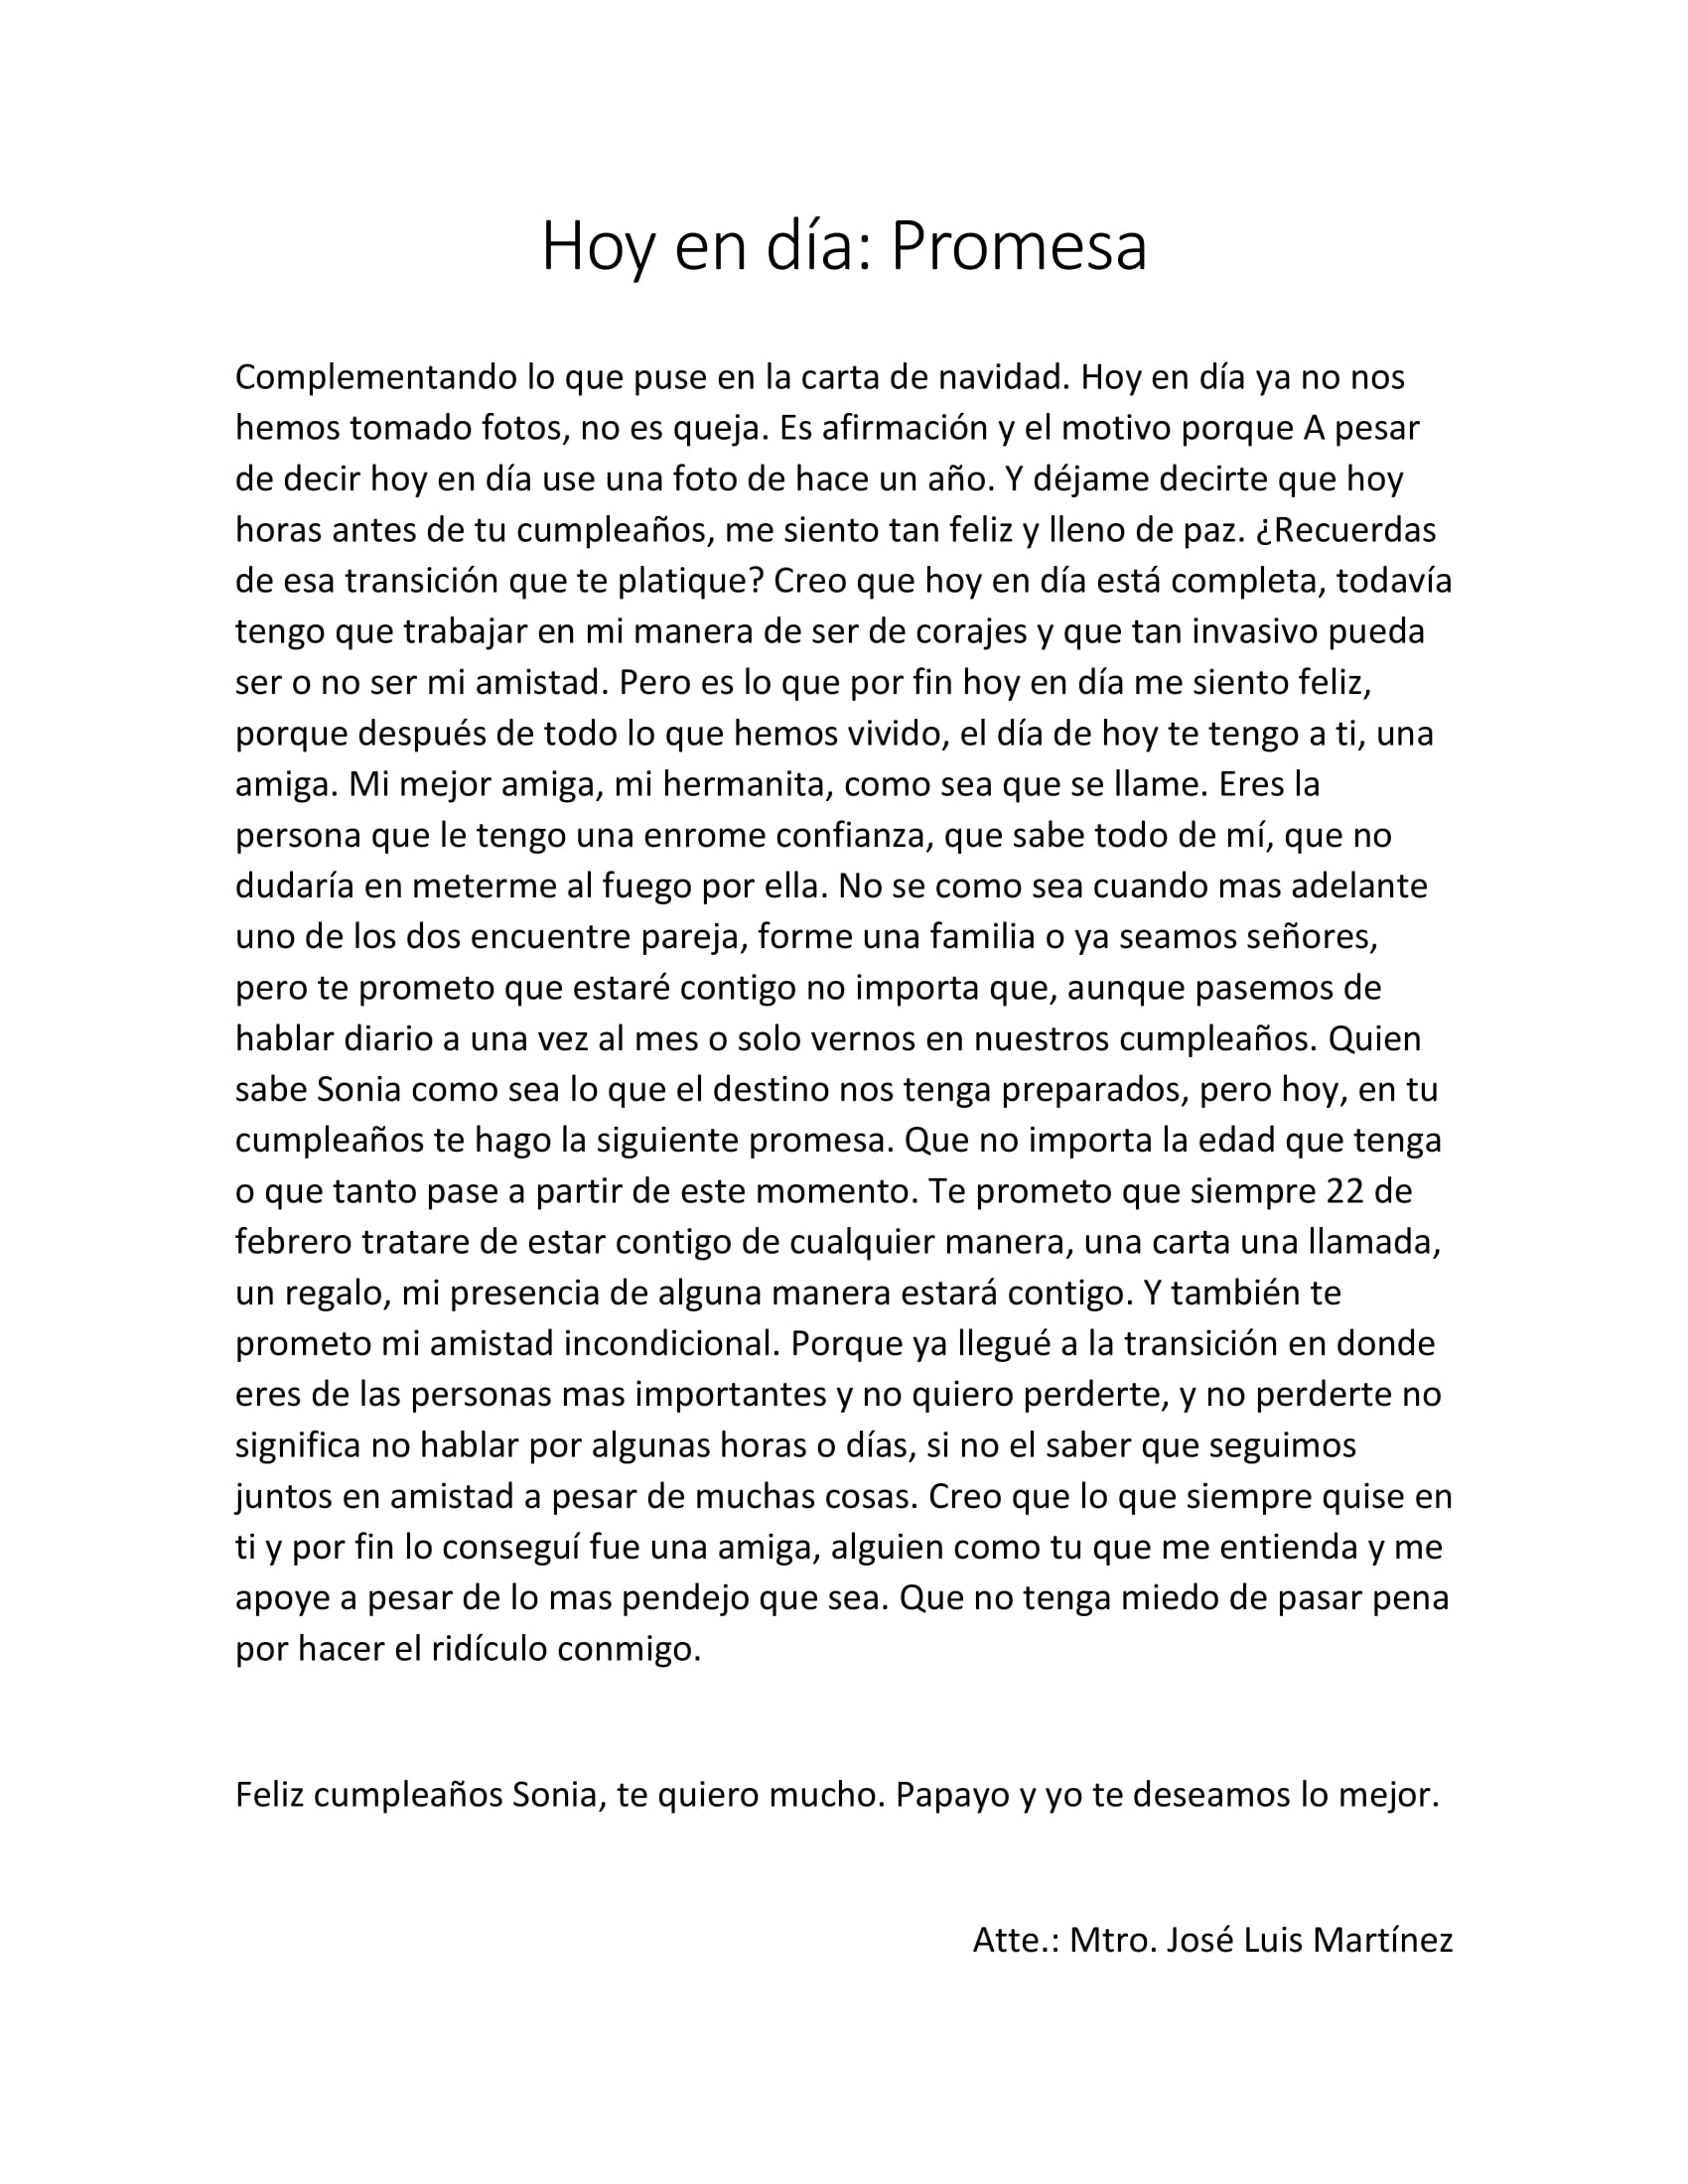 Hoy en día: Promesa
Complementando lo que puse en la carta de navidad. Hoy en día ya no nos
hemos tomado fotos, no es queja. Es afirmación y el motivo porque A pesar
de decir hoy en día use una foto de hace un año. Y déjame decirte que hoy
horas antes de tu cumpleaños, me siento tan feliz y lleno de paz. ¿Recuerdas
de esa transición que te platique? Creo que hoy en día está completa, todavía
tengo que trabajar en mi manera de ser de corajes y que tan invasivo pueda
ser o no ser mi amistad. Pero es lo que por fin hoy en día me siento feliz,
porque después de todo lo que hemos vivido, el día de hoy te tengo a ti, una
amiga. Mi mejor amiga, mi hermanita, como sea que se llame. Eres la
persona que le tengo una enrome confianza, que sabe todo de mí, que no
dudaría en meterme al fuego por ella. No se como sea cuando mas adelante
uno de los dos encuentre pareja, forme una familia o ya seamos señores,
pero te prometo que estaré contigo no importa que, aunque pasemos de
hablar diario a una vez al mes o solo vernos en nuestros cumpleaños. Quien
sabe Sonia como sea lo que el destino nos tenga preparados, pero hoy, en tu
cumpleaños te hago la siguiente promesa. Que no importa la edad que tenga
o que tanto pase a partir de este momento. Te prometo que siempre 22 de
febrero tratare de estar contigo de cualquier manera, una carta una llamada,
un regalo, mi presencia de alguna manera estará contigo. Y también te
prometo mi amistad incondicional. Porque ya llegué a la transición en donde
eres de las personas mas importantes y no quiero perderte, y no perderte no
significa no hablar por algunas horas o días, si no el saber que seguimos
juntos en amistad a pesar de muchas cosas. Creo que lo que siempre quise en
ti y por fin lo conseguí fue una amiga, alguien como tu que me entienda y me
apoye a pesar de lo mas pendejo que sea. Que no tenga miedo de pasar pena
por hacer el ridículo conmigo.
Feliz cumpleaños Sonia, te quiero mucho. Papayo y yo te deseamos lo mejor.
Atte.: Mtro. José Luis Martínez